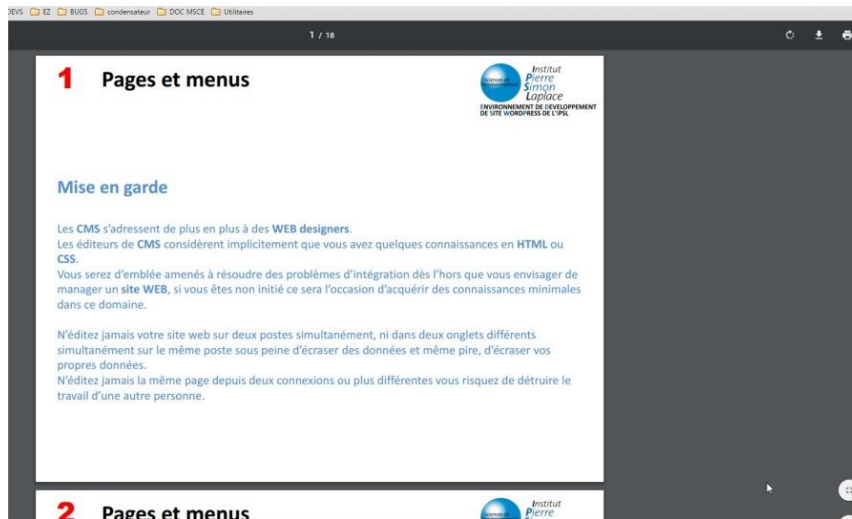 DEVS EZ BUGS condensateur DOC MSCE Utilitaires
1 / 18
1 Pages et menus
Institut
Pierre
Simon
Laplace
ENVIRONNEMENT DE DEVELOPPEMENT
DE SITE WORDPRESS DE L'IPSL
Mise en garde
Les CMS s'adressent de plus en plus à des WEB designers.
Les éditeurs de CMS considèrent implicitement que vous avez quelques connaissances en HTML ou
CSS.
Vous serez d'emblée amenés à résoudre des problèmes d'intégration dès l'hors que vous envisager de
manager un site WEB, si vous êtes non initié ce sera l'occasion d'acquérir des connaissances minimales
dans ce domaine.
N'éditez jamais votre site web sur deux postes simultanément, ni dans deux onglets différents
simultanément sur le même poste sous peine d'écraser des données et même pire, d'écraser vos
propres données.
N'éditez jamais la même page depuis deux connexions ou plus différentes vous risquez de détruire le
travail d'une autre personne.
2 Pages et menus
Institut
Pierre